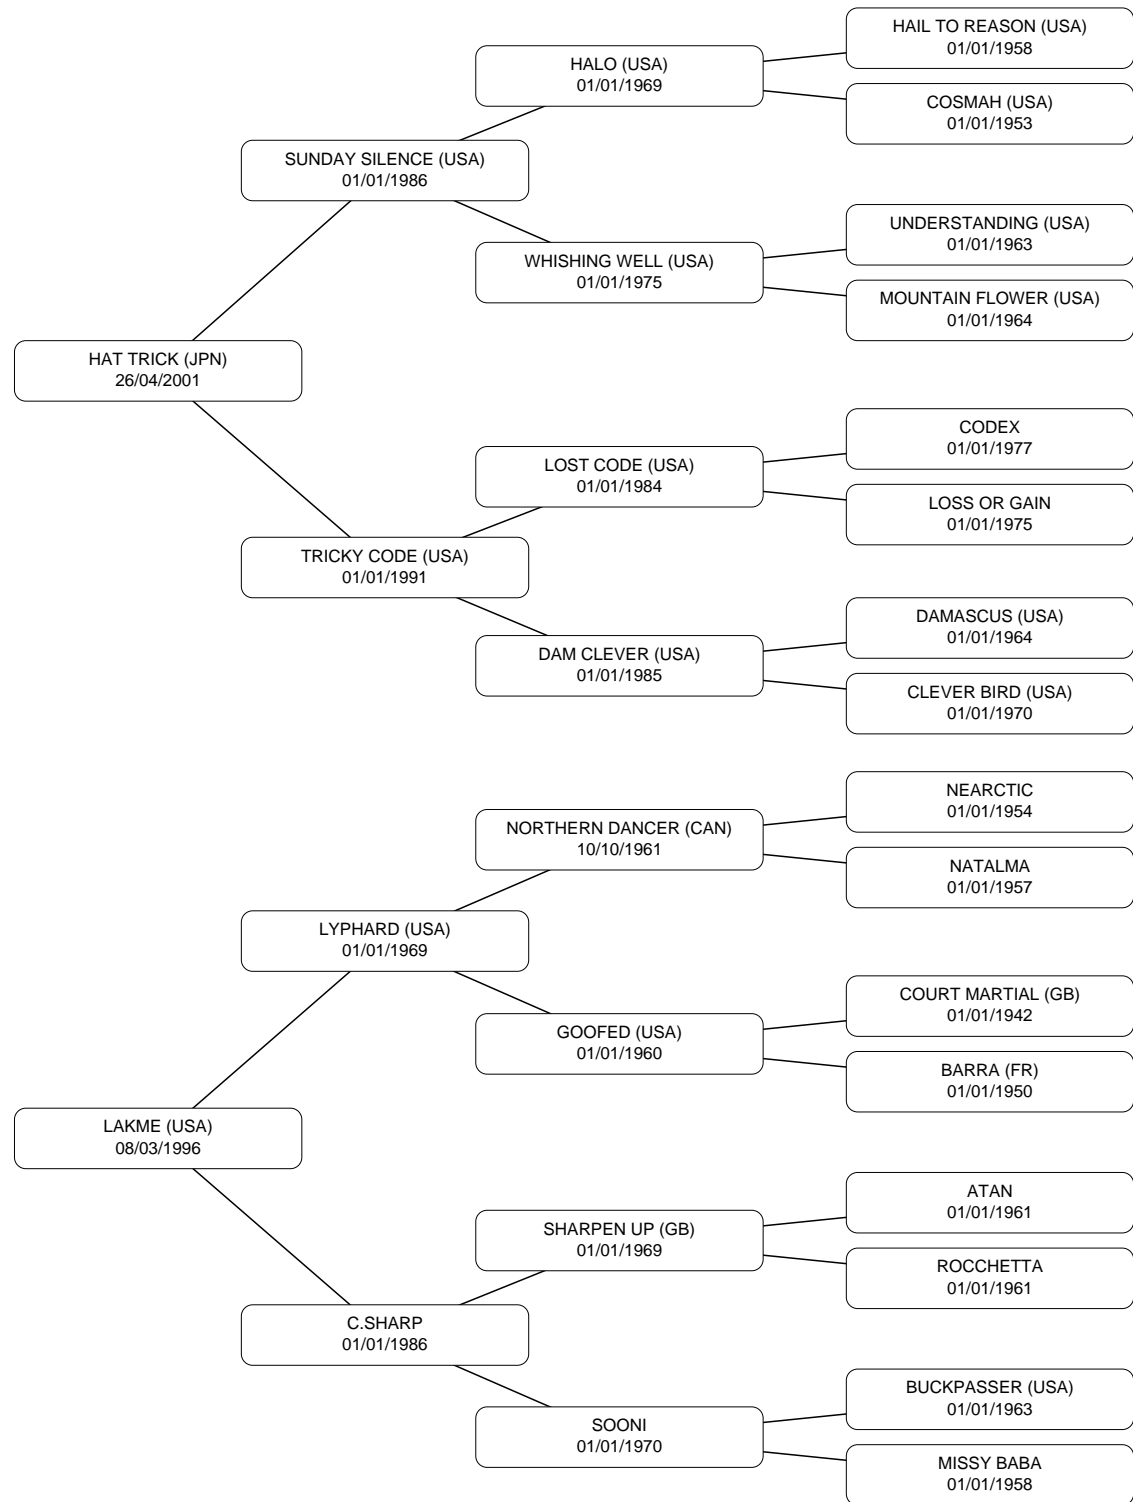 HAIL TO REASON (USA)
01/01/1958
HALO (USA)
01/01/1969
COSMAH (USA)
01/01/1953
SUNDAY SILENCE (USA)
01/01/1986
UNDERSTANDING (USA)
01/01/1963
WHISHING WELL (USA)
01/01/1975
MOUNTAIN FLOWER (USA)
01/01/1964
HAT TRICK (JPN)
26/04/2001
CODEX
01/01/1977
LOST CODE (USA)
01/01/1984
LOSS OR GAIN
01/01/1975
TRICKY CODE (USA)
01/01/1991
DAMASCUS (USA)
01/01/1964
DAM CLEVER (USA)
01/01/1985
CLEVER BIRD (USA)
01/01/1970
NEARCTIC
01/01/1954
NORTHERN DANCER (CAN)
10/10/1961
NATALMA
01/01/1957
LYPHARD (USA)
01/01/1969
COURT MARTIAL (GB)
01/01/1942
GOOFED (USA)
01/01/1960
BARRA (FR)
01/01/1950
LAKME (USA)
08/03/1996
ATAN
01/01/1961
SHARPEN UP (GB)
01/01/1969
ROCCHETTA
01/01/1961
C.SHARP
01/01/1986
BUCKPASSER (USA)
01/01/1963
SOONI
01/01/1970
MISSY BABA
01/01/1958